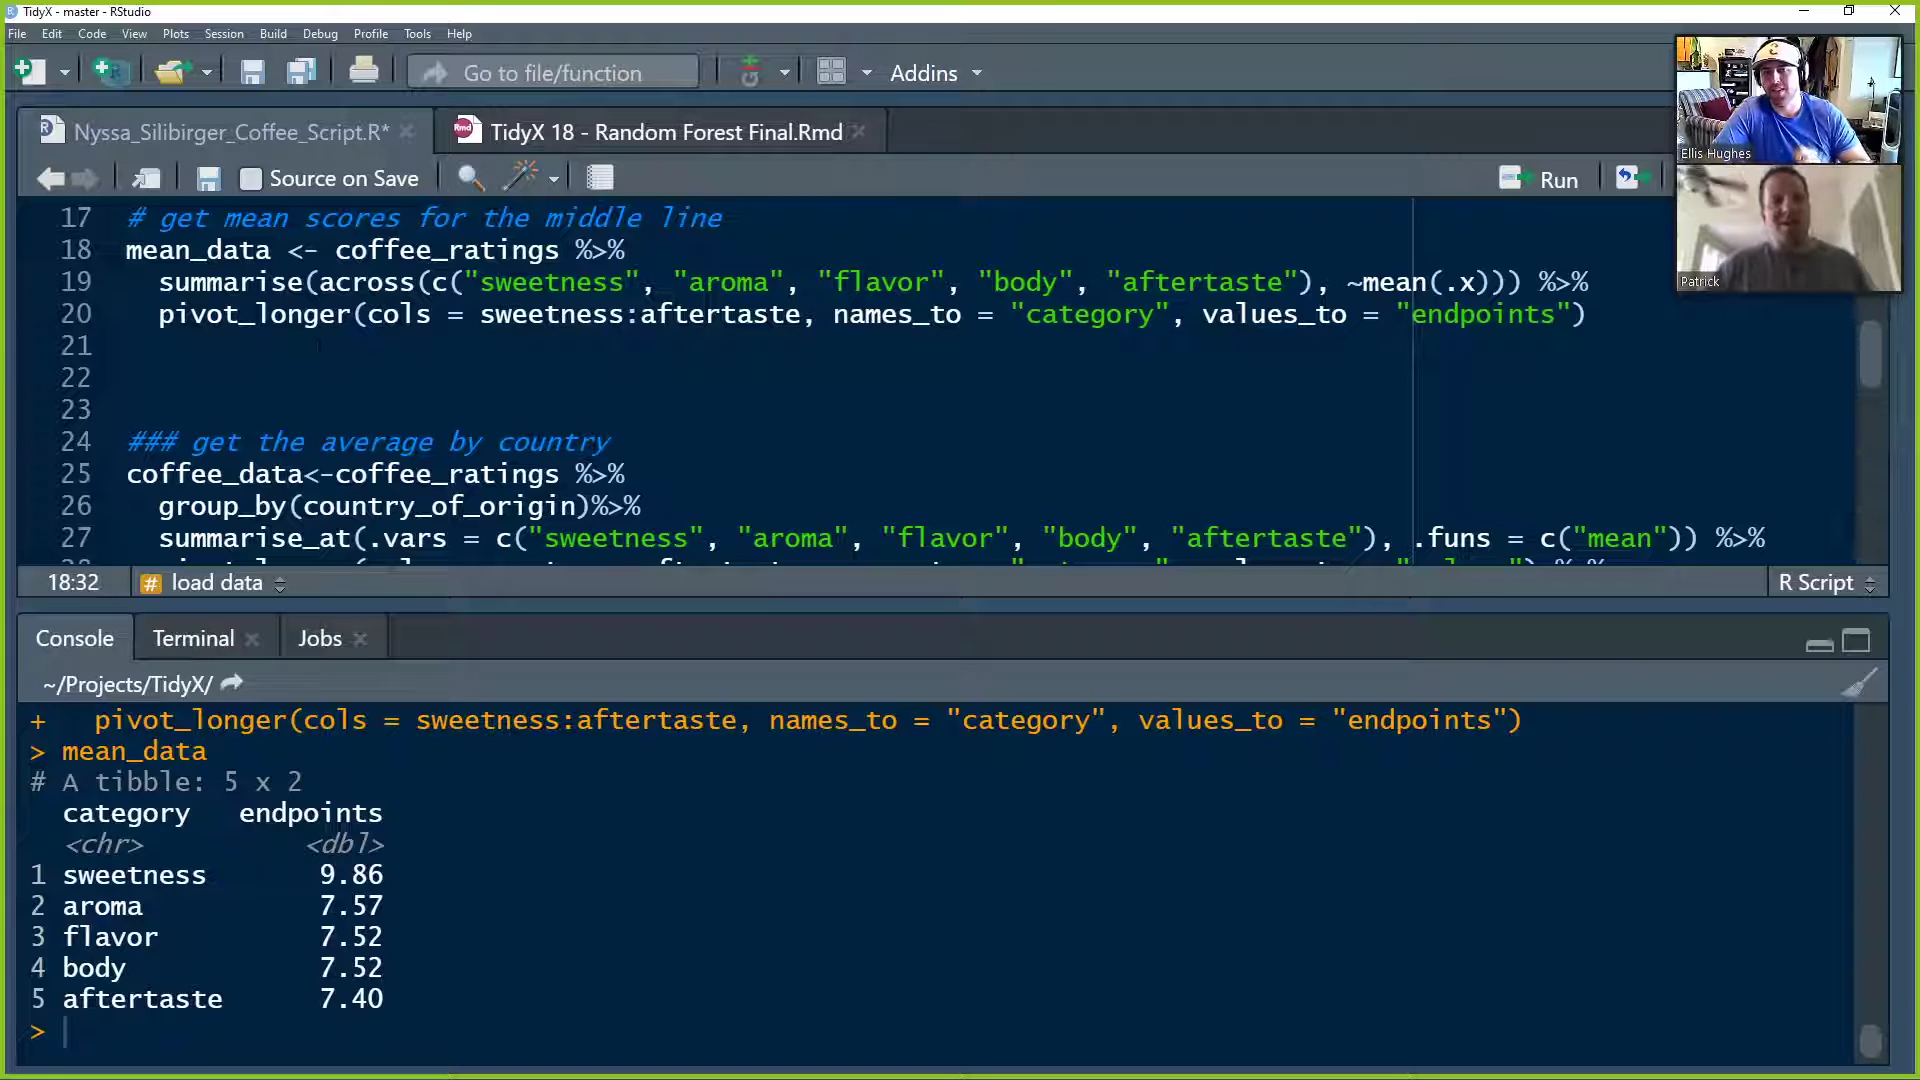 TidyX - master - RStudio
File Edit Code View Plots Session Build Debug Profile Tools Help
Go to file/function
Addins
Nyssa_Silibirger_Coffee_Script.R*
TidyX 18 - Random Forest Final.Rmd
Source on Save
Run
Ellis Hughes
Patrick
17 # get mean scores for the middle line
18 mean_data <- coffee_ratings %>%
19 summarise(across(c("sweetness", "aroma", "flavor", "body", "aftertaste"), ~mean(.x))) %>%
20 pivot_longer(cols = sweetness:aftertaste, names_to = "category", values_to = "endpoints")
21
22
23
24 ### get the average by country
25 coffee_data<-coffee_ratings %>%
26 group_by(country_of_origin)%>%
27 summarise_at(.vars = c("sweetness", "aroma", "flavor", "body", "aftertaste"), .funs = c("mean")) %>%
18:32
# load data
R Script
Console Terminal Jobs
~/Projects/TidyX/
+ pivot_longer(cols = sweetness:aftertaste, names_to = "category", values_to = "endpoints")
> mean_data
# A tibble: 5 x 2
category endpoints
<chr> <dbl>
1 sweetness 9.86
2 aroma 7.57
3 flavor 7.52
4 body 7.52
5 aftertaste 7.40
>